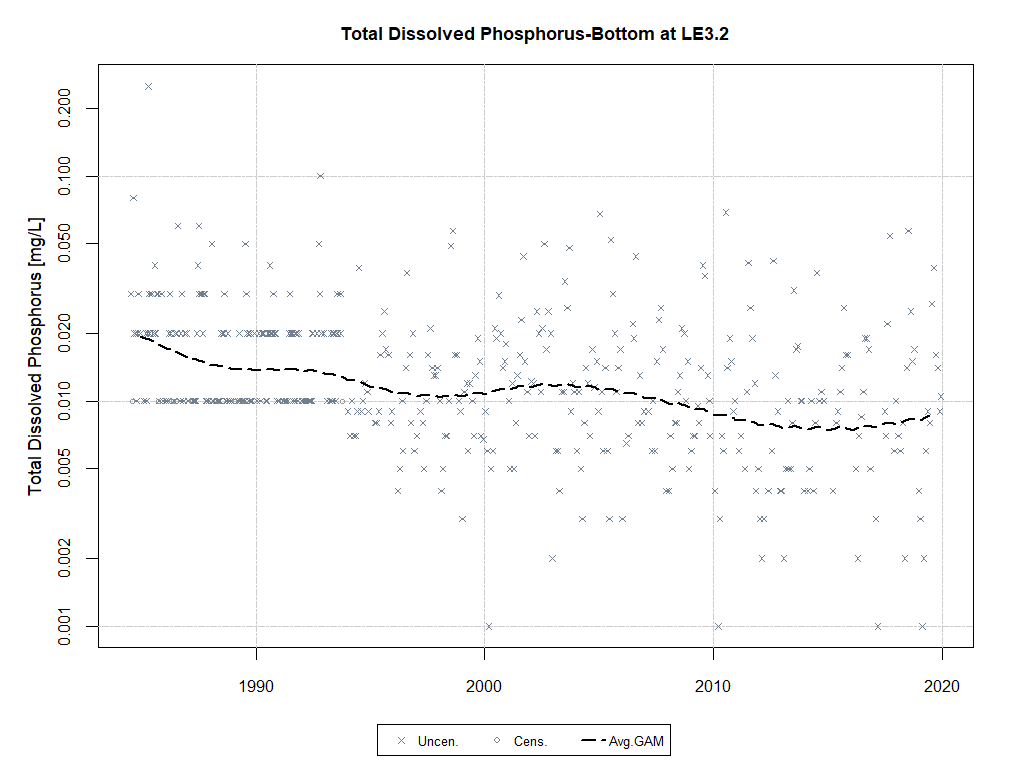 Total Dissolved Phosphorus-Bottom at LE3.2
Total Dissolved Phosphorus [mg/L]
0.200
0.100
0.050
0.020
0.010
0.005
0.002
0.001
1990 2000 2010 2020
Uncen. Cens. Avg.GAM